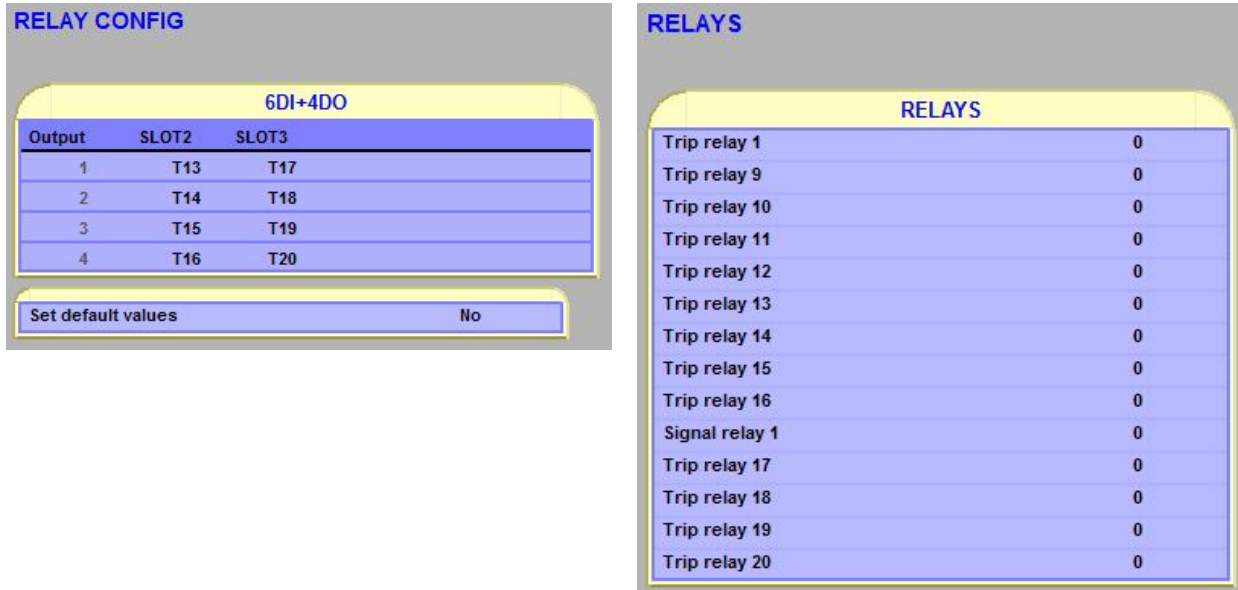 RELAY CONFIG
6DI+4DO
Output SLOT2 SLOT3
1 T13 T17
2 T14 T18
3 T15 T19
4 T16 T20
Set default values No
RELAYS
RELAYS
Trip relay 1 0
Trip relay 9 0
Trip relay 10 0
Trip relay 11 0
Trip relay 12 0
Trip relay 13 0
Trip relay 14 0
Trip relay 15 0
Trip relay 16 0
Signal relay 1 0
Trip relay 17 0
Trip relay 18 0
Trip relay 19 0
Trip relay 20 0